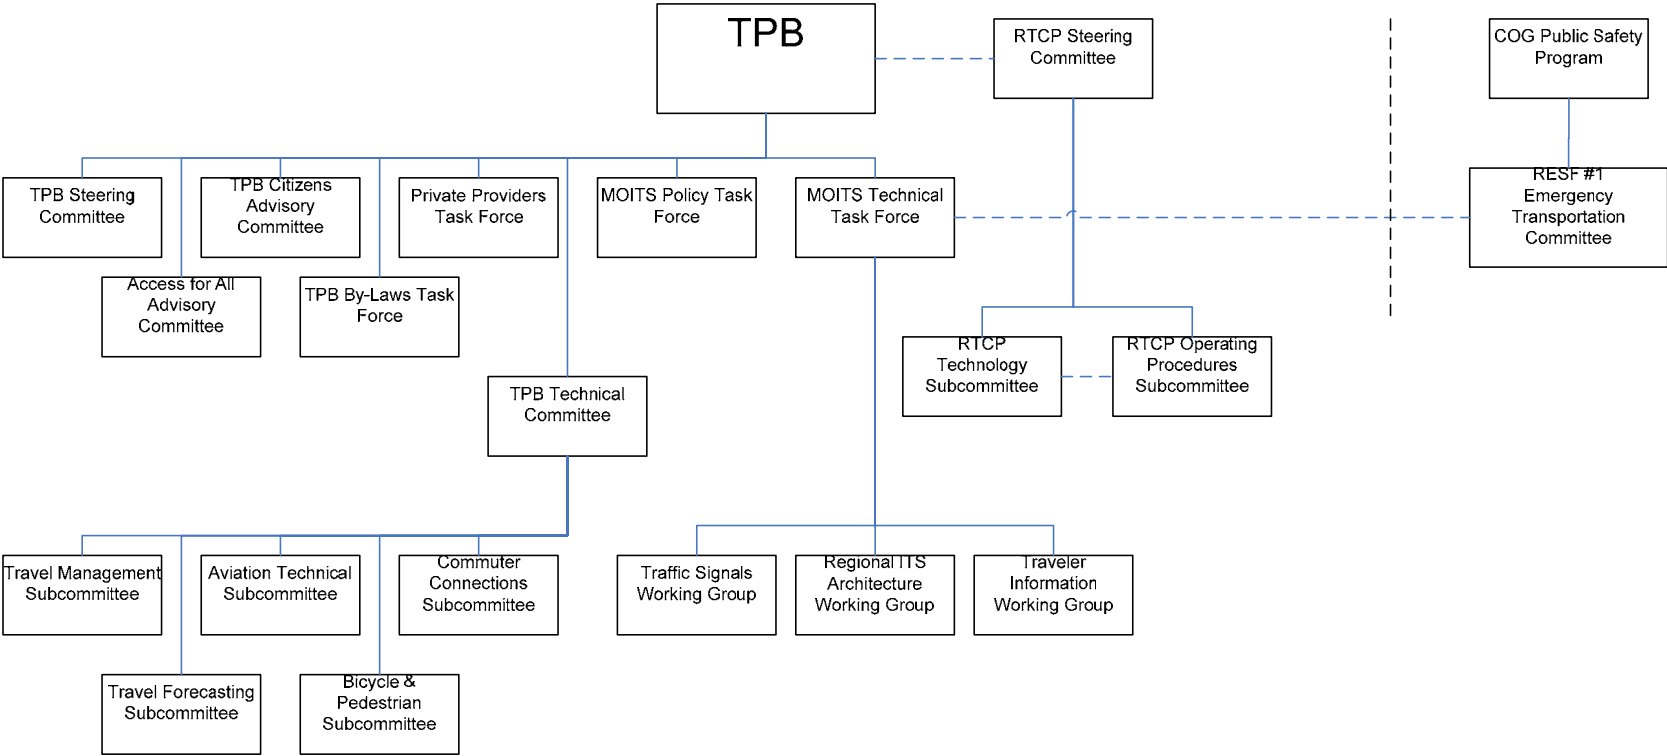 TPB
RTCP Steering
Committee
COG Public Safety
Program
TPB Steering
Committee
TPB Citizens
Advisory
Committee
Private Providers
Task Force
MOITS Policy Task
Force
MOITS Technical
Task Force
RESF #1
Emergency
Transportation
Committee
Access for All
Advisory
Committee
TPB By-Laws Task
Force
RTCP
Technology
Subcommittee
RTCP Operating
Procedures
Subcommittee
TPB Technical
Committee
Travel Management
Subcommittee
Aviation Technical
Subcommittee
Commuter
Connections
Subcommittee
Traffic Signals
Working Group
Regional ITS
Architecture
Working Group
Traveler
Information
Working Group
Travel Forecasting
Subcommittee
Bicycle &
Pedestrian
Subcommittee